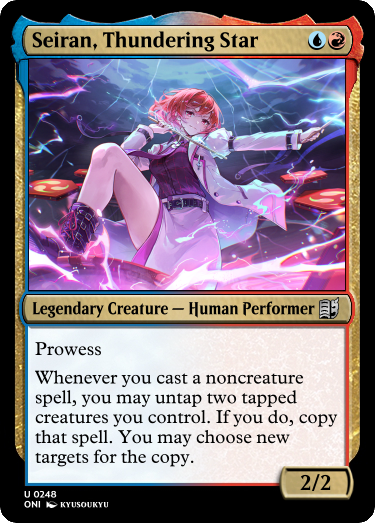 Seiran, Thundering Star
Legendary Creature — Human Performer
Prowess
Whenever you cast a noncreature
spell, you may untap two tapped
creatures you control. If you do, copy
that spell. You may choose new
targets for the copy.
2/2
U 0248
ONI KYUSOUKYU